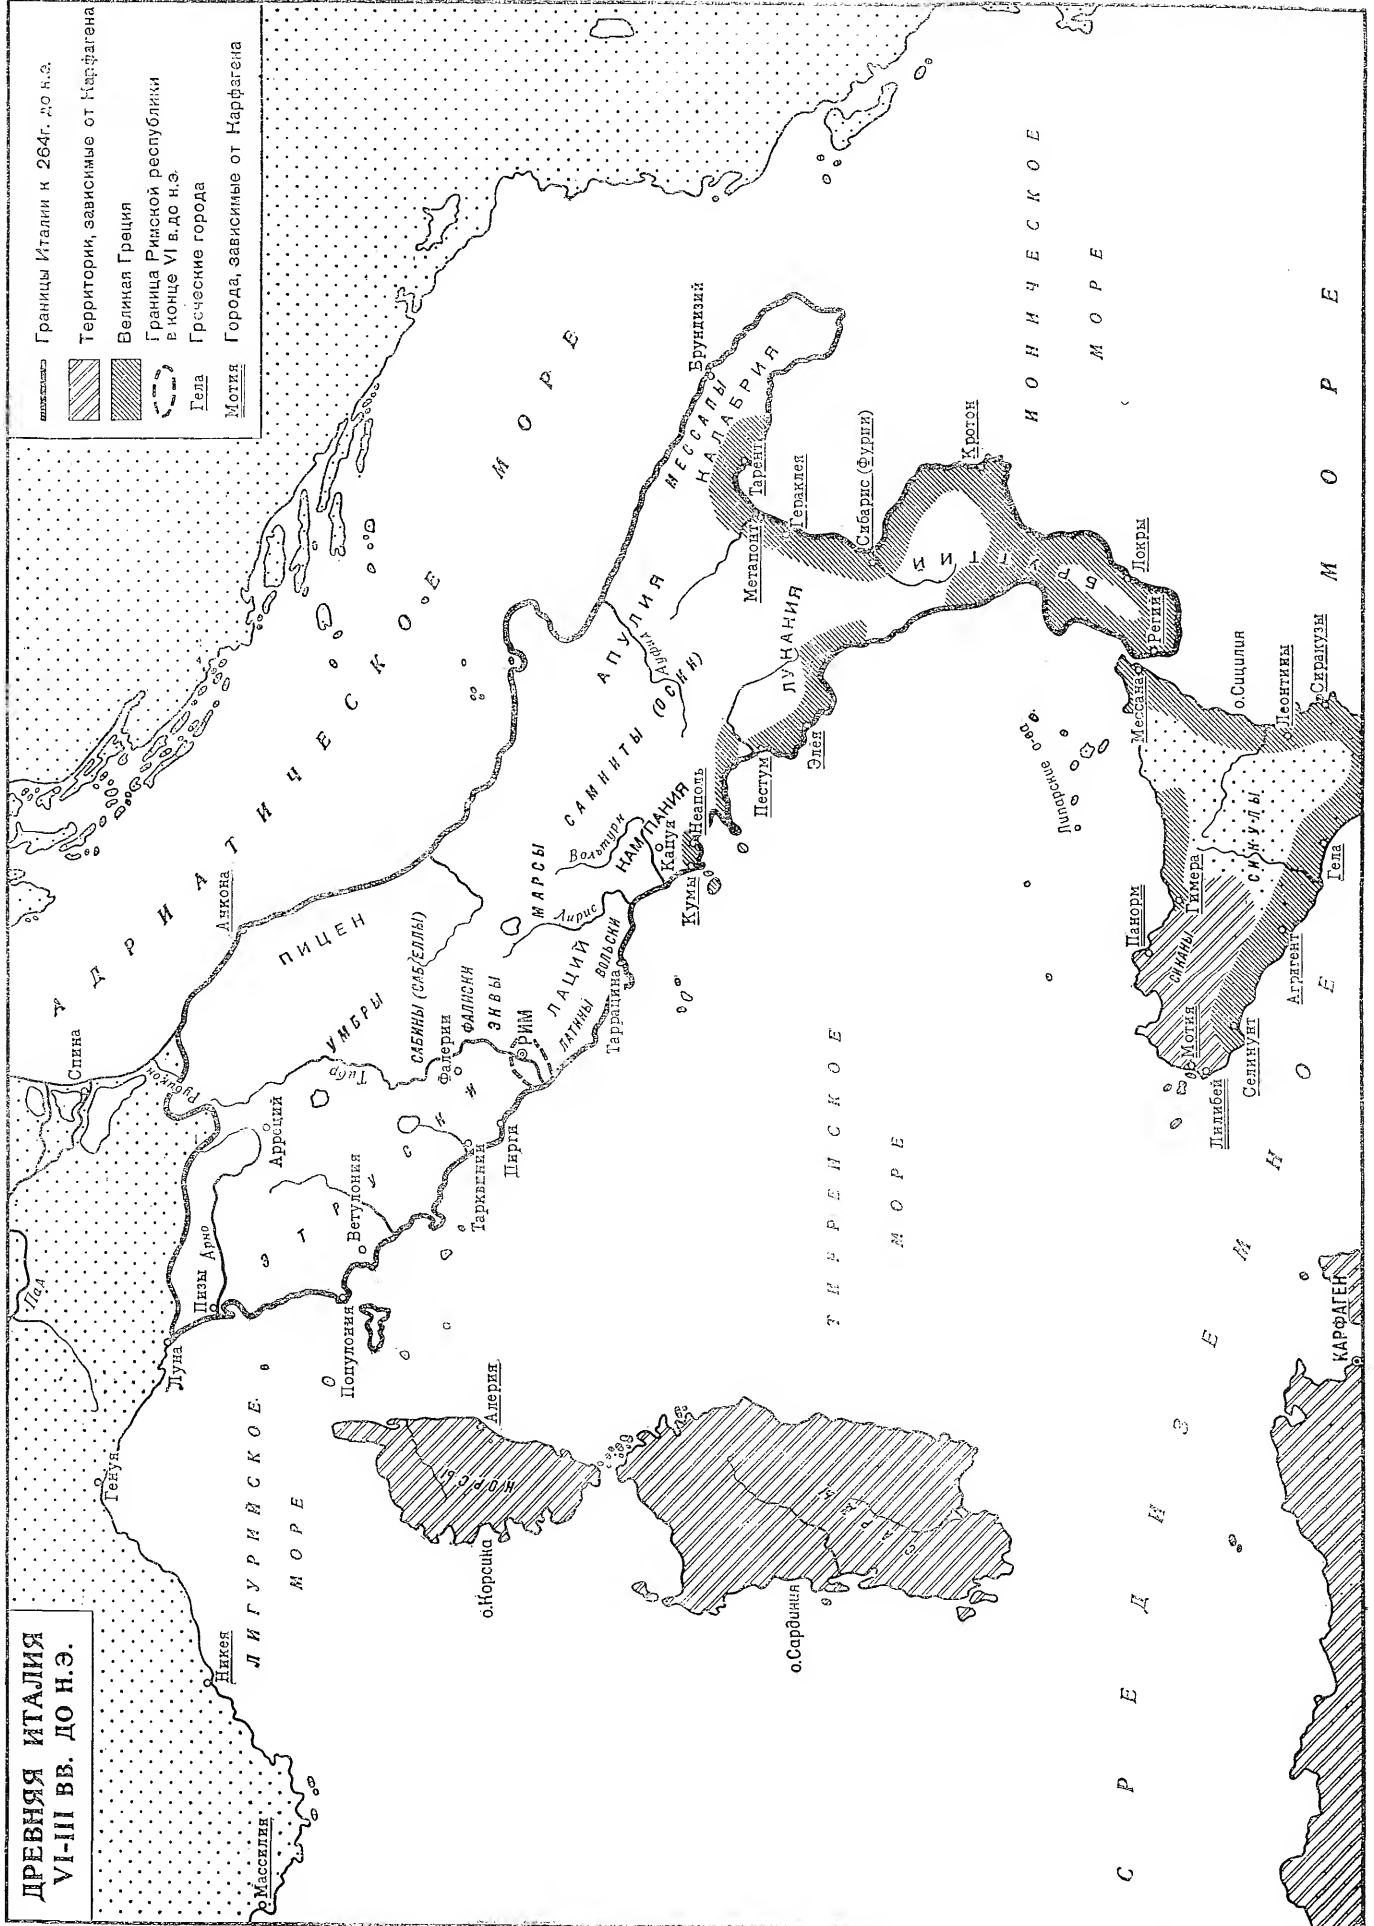 ДРЕВНЯЯ ИТАЛИЯ
VI-III ВВ. ДО Н.Э.
Границы Италии к 264г. до н.э.
Территории, зависимые от Карфагена
Великая Греция
Граница Римской республики
в конце VI в. до н.э.
Гела
Греческие города
Мотия
Города, зависимые от Карфагена
Массилия
Никея
Генуя
Луна
Пад
Пизы
Арно
Рубикон
Спина
АДРИАТИЧЕСКОЕ МОРЕ
ЛИГУРИЙСКОЕ
МОРЕ
Арреций
ЭТРУСКИ
Ветулония
Популония
Тарквинии
Пирги
УМБРЫ
Тибр
Анкона
ПИЦЕН
САБИНЫ (САБЕЛЛЫ)
Фалерии
ФАЛИСКИ
ЭКВЫ
РИМ
ЛАЦИЙ
ЛАТИНЫ
ВОЛЬСКИ
Таррацина
Лирис
МАРСЫ
САМНИТЫ (ОСКИ)
Вольтурн
КАМПАНИЯ
Капуя
Кумы
Неаполь
АПУЛИЯ
Ауфид
МЕССАПЫ
КАЛАБРИЯ
Брундизий
Тарент
Метапонт
Гераклея
ЛУКАНИЯ
Пестум
Элея
Сибарис (Фурии)
Кротон
БРУТТИЙ
Локры
Регий
ИОНИЧЕСКОЕ
МОРЕ
о.Корсика
КОРСЫ
Алерия
о.Сардиния
САРДЫ
ТИРРЕНСКОЕ
МОРЕ
Липарские о-ва
Мессана
о.Сицилия
Леонтины
Сиракузы
СИКУЛЫ
Гела
Гимера
Панорм
СИКАНЫ
Агригент
Мотия
Лилибей
Селинунт
КАРФАГЕН
СРЕДИЗЕМНОЕ МОРЕ